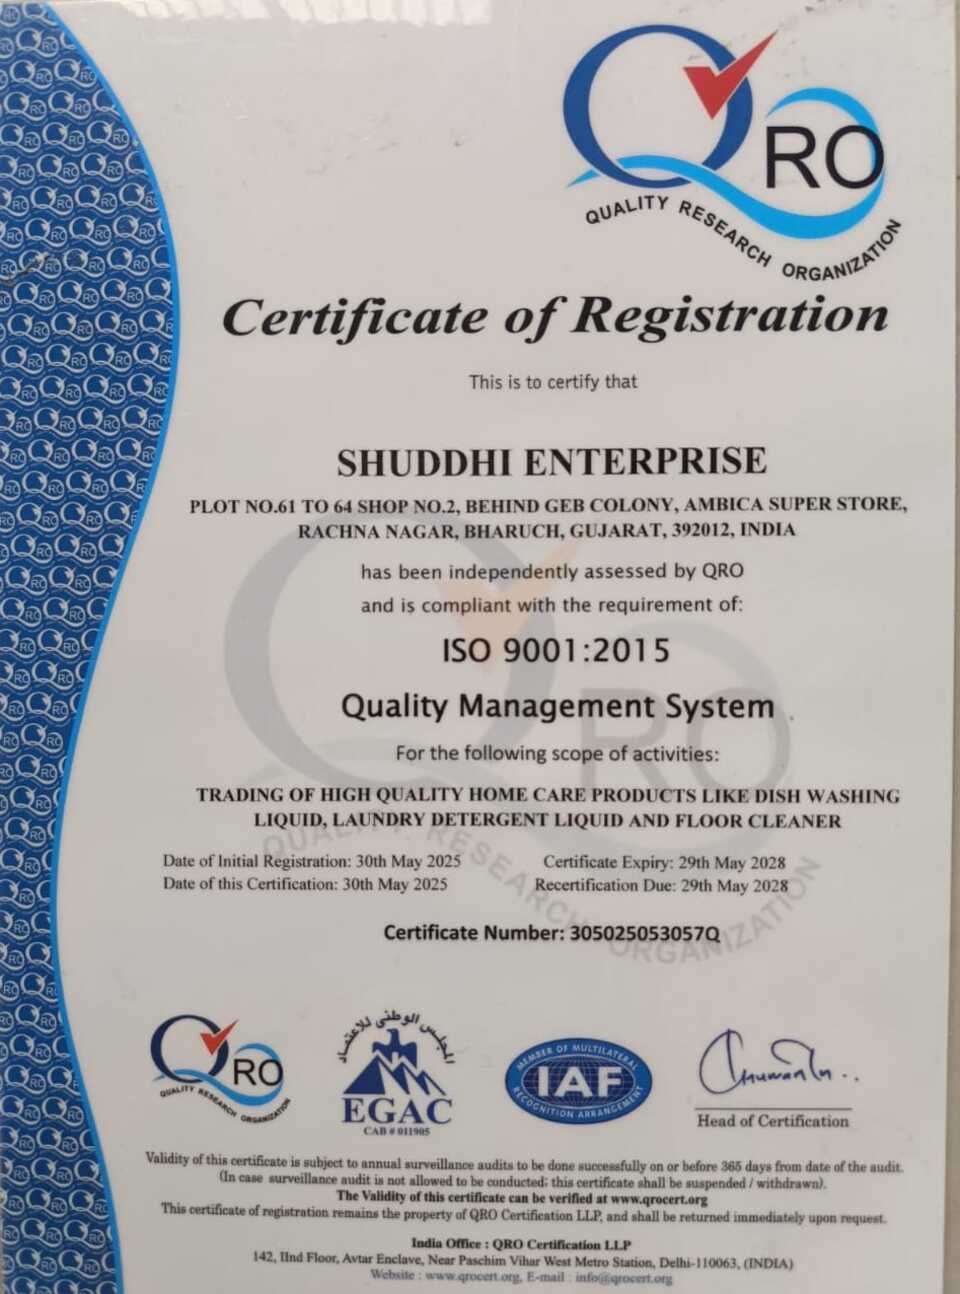 QRO
QUALITY RESEARCH ORGANIZATION
Certificate of Registration
This is to certify that
SHUDDHI ENTERPRISE
PLOT NO.61 TO 64 SHOP NO.2, BEHIND GEB COLONY, AMBICA SUPER STORE,
RACHNA NAGAR, BHARUCH, GUJARAT, 392012, INDIA
has been independently assessed by QRO
and is compliant with the requirement of:
ISO 9001:2015
Quality Management System
For the following scope of activities:
TRADING OF HIGH QUALITY HOME CARE PRODUCTS LIKE DISH WASHING
LIQUID, LAUNDRY DETERGENT LIQUID AND FLOOR CLEANER
Date of Initial Registration: 30th May 2025 Certificate Expiry: 29th May 2028
Date of this Certification: 30th May 2025 Recertification Due: 29th May 2028
Certificate Number: 305025053057Q
QRO
QUALITY RESEARCH ORGANIZATION
المجلس الوطني للاعتماد
EGAC
CAB # 011905
MEMBER OF MULTILATERAL
IAF
RECOGNITION ARRANGEMENT
Head of Certification
Validity of this certificate is subject to annual surveillance audits to be done successfully on or before 365 days from date of the audit.
(In case surveillance audit is not allowed to be conducted; this certificate shall be suspended / withdrawn).
The Validity of this certificate can be verified at www.qrocert.org
This certificate of registration remains the property of QRO Certification LLP, and shall be returned immediately upon request.
India Office : QRO Certification LLP
142, IInd Floor, Avtar Enclave, Near Paschim Vihar West Metro Station, Delhi-110063, (INDIA)
Website : www.qrocert.org, E-mail : info@qrocert.org